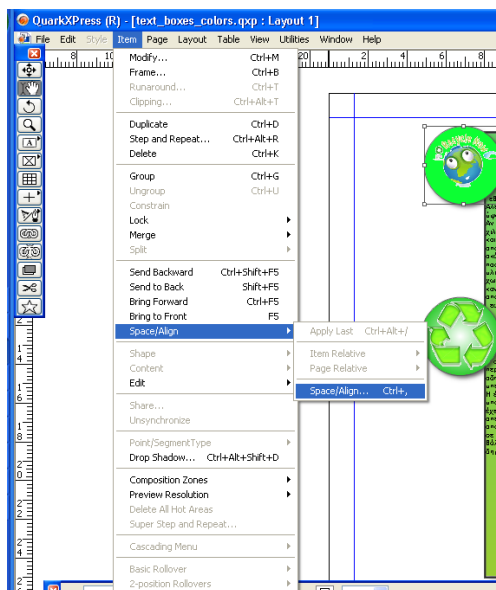 QuarkXPress (R) - [text_boxes_colors.qxp : Layout 1]
File Edit Style Item Page Layout Table View Utilities Window Help
Modify... Ctrl+M
Frame... Ctrl+B
Runaround... Ctrl+T
Clipping... Ctrl+Alt+T
Duplicate Ctrl+D
Step and Repeat... Ctrl+Alt+R
Delete Ctrl+K
Group Ctrl+G
Ungroup Ctrl+U
Constrain
Lock
Merge
Split
Send Backward Ctrl+Shift+F5
Send to Back Shift+F5
Bring Forward Ctrl+F5
Bring to Front F5
Space/Align
Apply Last Ctrl+Alt+/
Item Relative
Page Relative
Space/Align... Ctrl+,
Shape
Content
Edit
Share...
Unsynchronize
Point/SegmentType
Drop Shadow... Ctrl+Alt+Shift+D
Composition Zones
Preview Resolution
Delete All Hot Areas
Super Step and Repeat...
Cascading Menu
Basic Rollover
2-position Rollovers